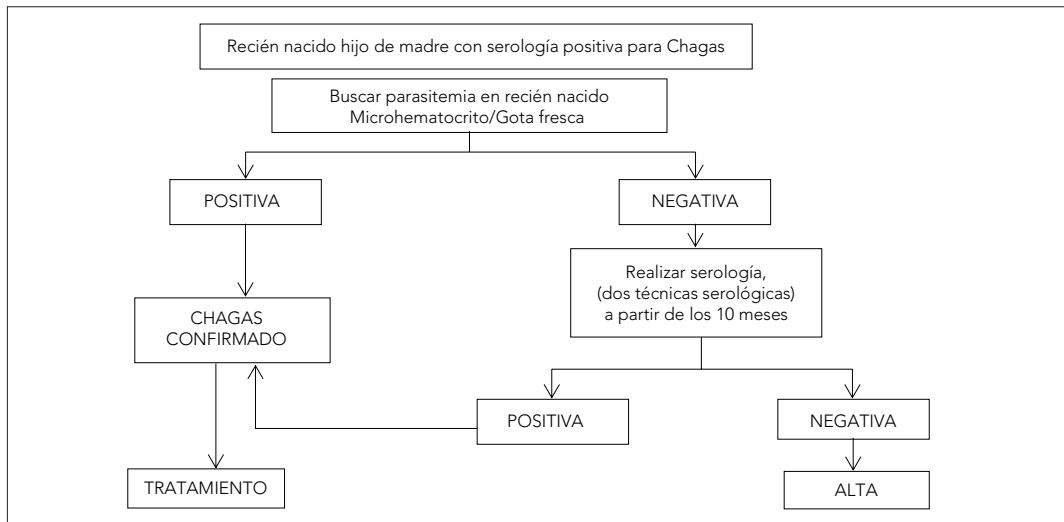 Recién nacido hijo de madre con serología positiva para Chagas
Buscar parasitemia en recién nacido
Microhematocrito/Gota fresca
POSITIVA
NEGATIVA
Realizar serología,
(dos técnicas serológicas)
a partir de los 10 meses
CHAGAS
CONFIRMADO
POSITIVA
NEGATIVA
TRATAMIENTO
ALTA